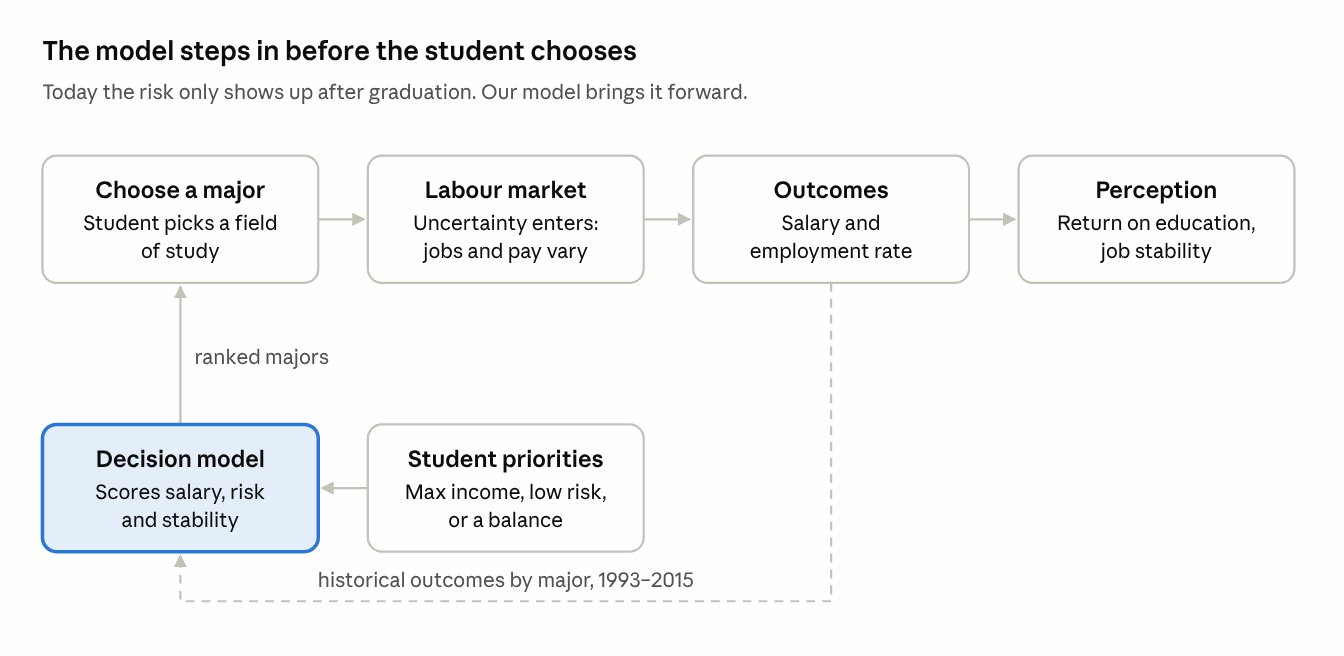 The model steps in before the student chooses
Today the risk only shows up after graduation. Our model brings it forward.
Choose a major
Student picks a field
of study
Labour market
Uncertainty enters:
jobs and pay vary
Outcomes
Salary and
employment rate
Perception
Return on education,
job stability
ranked majors
Decision model
Scores salary, risk
and stability
Student priorities
Max income, low risk,
or a balance
historical outcomes by major, 1993–2015